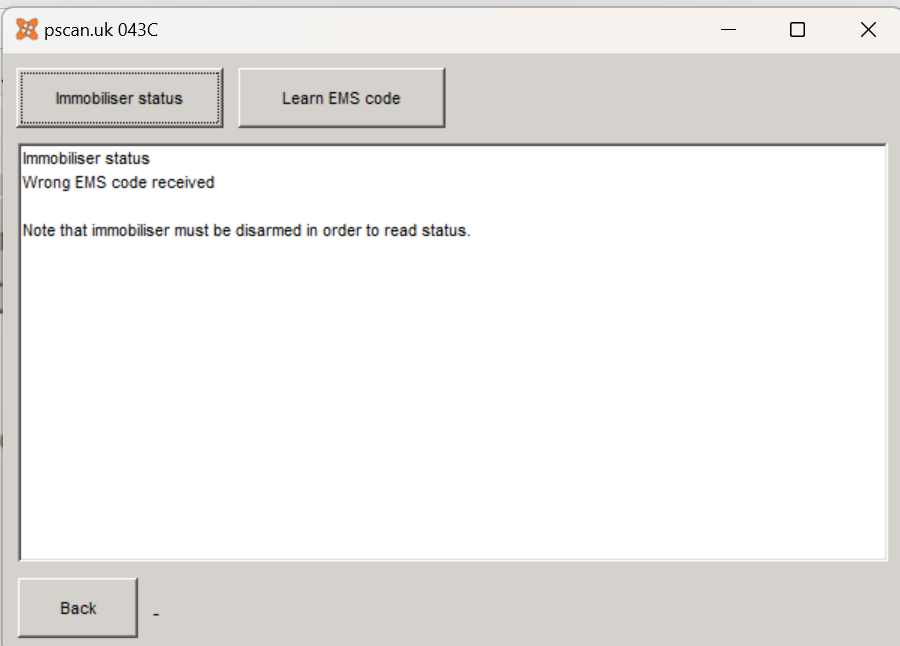 pscan.uk 043C
Immobiliser status
Learn EMS code
Immobiliser status
Wrong EMS code received
Note that immobiliser must be disarmed in order to read status.
Back
-